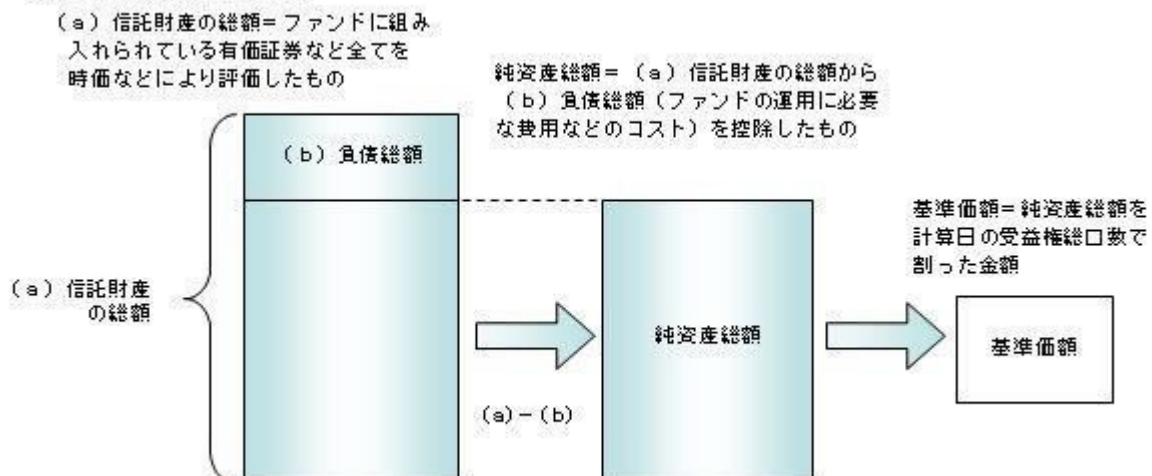 (a)信託財産の総額=ファンドに組み
入れられている有価証券など全てを
時価などにより評価したもの
純資産総額=(a)信託財産の総額から
(b)負債総額(ファンドの運用に必要
な費用などのコスト)を控除したもの
(b)負債総額
基準価額=純資産総額を
計算日の受益権総口数で
割った金額
(a)信託財産
の総額
純資産総額
基準価額
(a)-(b)